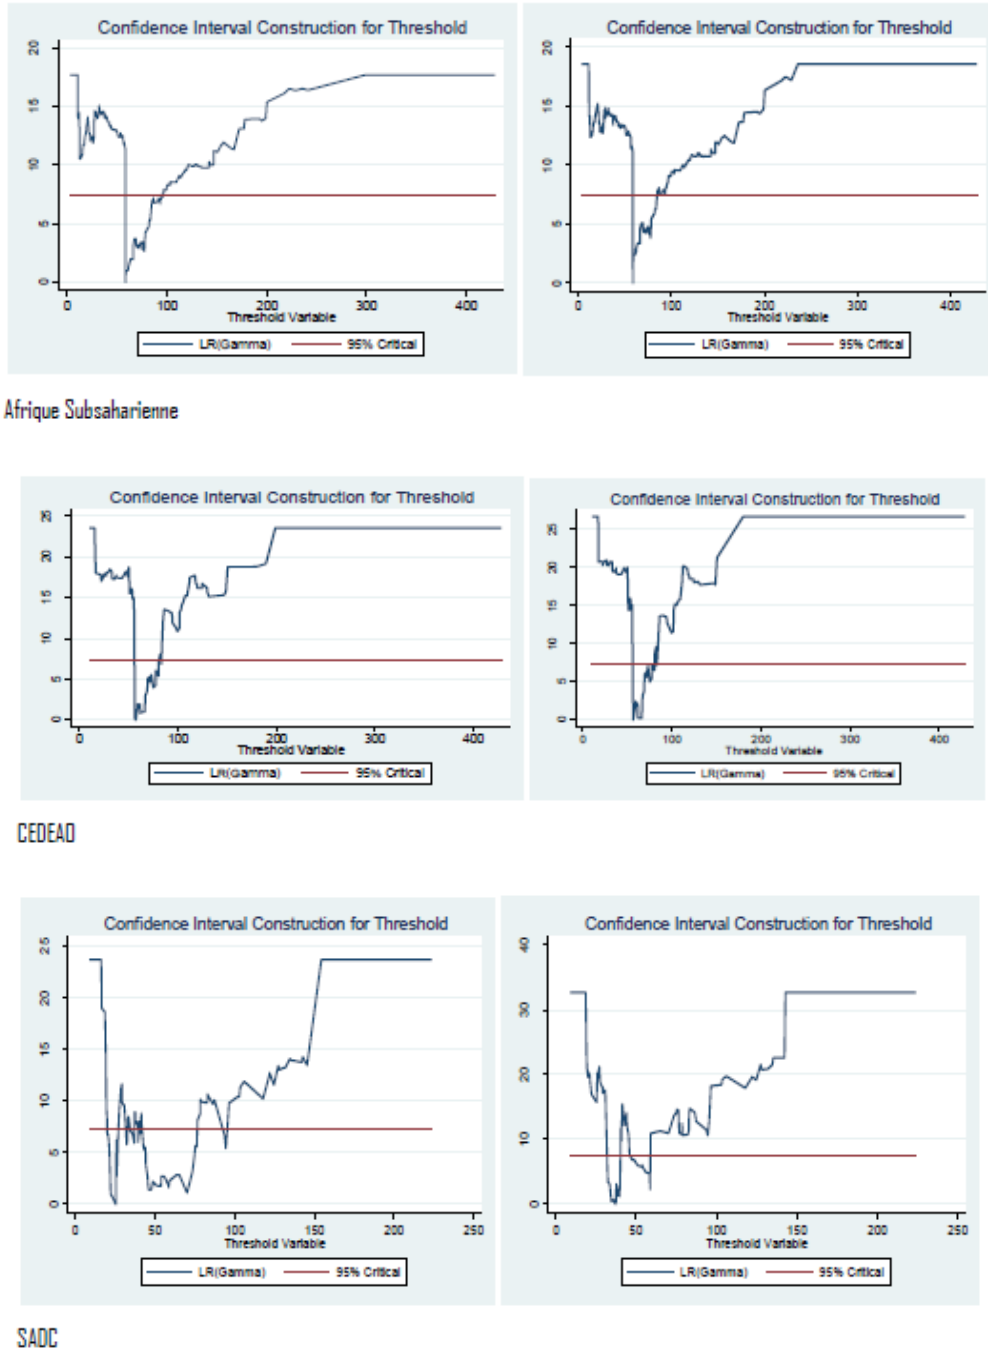 Confidence Interval Construction for Threshold
20
15
10
5
0
0 100 200 300 400
Threshold Variable
LR(Gamma) 95% Critical
Confidence Interval Construction for Threshold
20
15
10
5
0
0 100 200 300 400
Threshold Variable
LR(Gamma) 95% Critical
Afrique Subsaharienne
Confidence Interval Construction for Threshold
25
20
15
10
5
0
0 100 200 300 400
Threshold Variable
LR(Gamma) 95% Critical
Confidence Interval Construction for Threshold
25
20
15
10
5
0
0 100 200 300 400
Threshold Variable
LR(Gamma) 95% Critical
CEDEAO
Confidence Interval Construction for Threshold
25
20
15
10
5
0
0 50 100 150 200 250
Threshold Variable
LR(Gamma) 95% Critical
Confidence Interval Construction for Threshold
40
30
20
10
0
0 50 100 150 200 250
Threshold Variable
LR(Gamma) 95% Critical
SADC